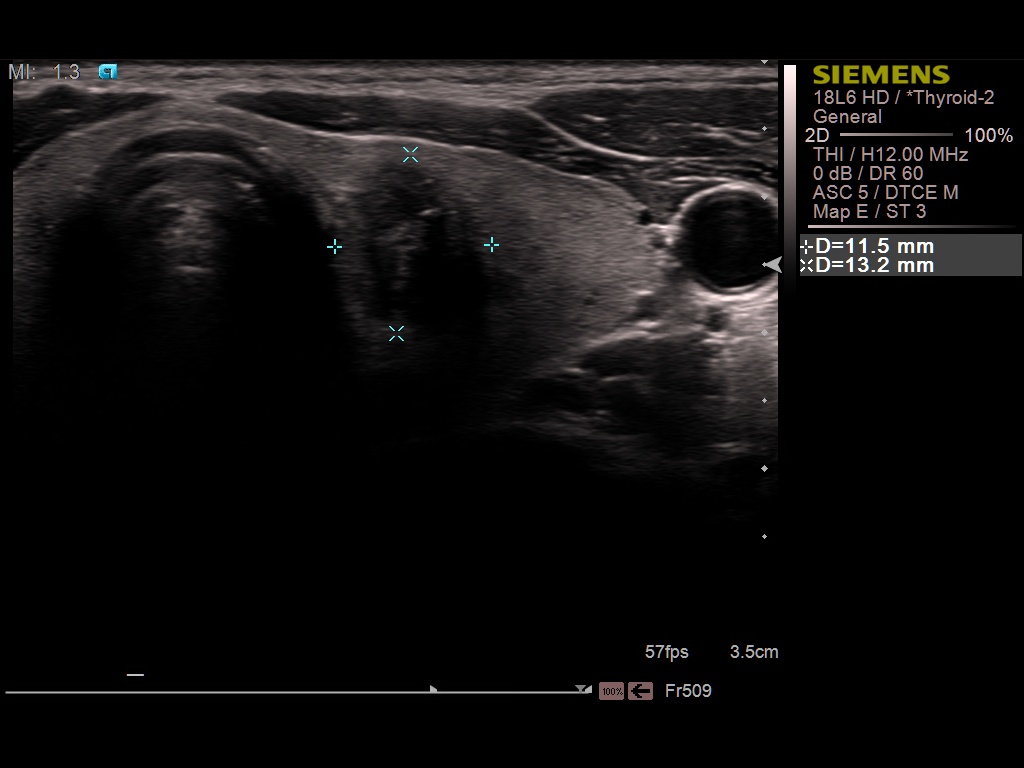 MI: 1.3
SIEMENS
18L6 HD / *Thyroid-2
General
2D 100%
THI / H12.00 MHz
0 dB / DR 60
ASC 5 / DTCE M
Map E / ST 3
D=11.5 mm
D=13.2 mm
57fps 3.5cm
100% Fr509